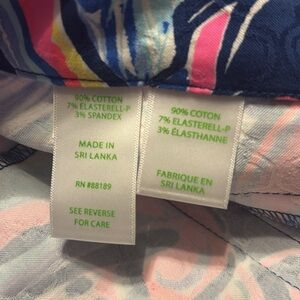 90% COTTON
7% ELASTERELL-P
3% SPANDEX
MADE IN
SRI LANKA
RN #88189
SEE REVERSE
FOR CARE
90% COTON
7% ELASTERELL-P
3% ÉLASTHANNE
FABRIQUE EN
SRI LANKA